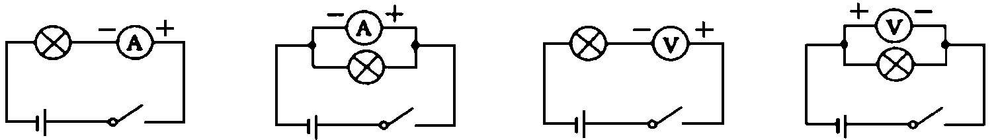 − A +
− A +
− V +
+ V −